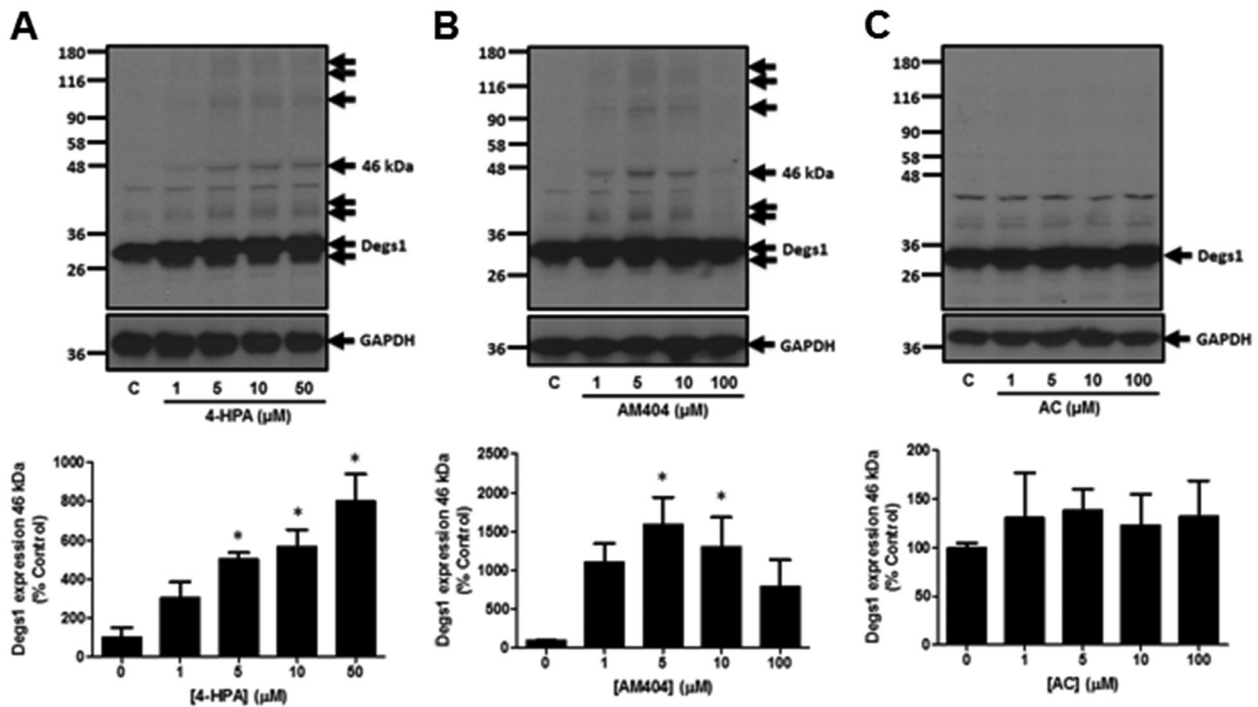 A
180
116
90
58
48
36
26
46 kDa
Degs1
36
GAPDH
C 1 5 10 50
4-HPA (µM)
Degs1 expression 46 kDa
(% Control)
1000
800
600
400
200
0
* * *
0 1 5 10 50
[4-HPA] (µM)
B
180
116
90
58
48
36
26
46 kDa
Degs1
36
GAPDH
C 1 5 10 100
AM404 (µM)
Degs1 expression 46 kDa
(% Control)
2500
2000
1500
1000
500
0
* *
0 1 5 10 100
[AM404] (µM)
C
180
116
90
58
48
36
26
Degs1
36
GAPDH
C 1 5 10 100
AC (µM)
Degs1 expression 46 kDa
(% Control)
200
150
100
50
0
0 1 5 10 100
[AC] (µM)